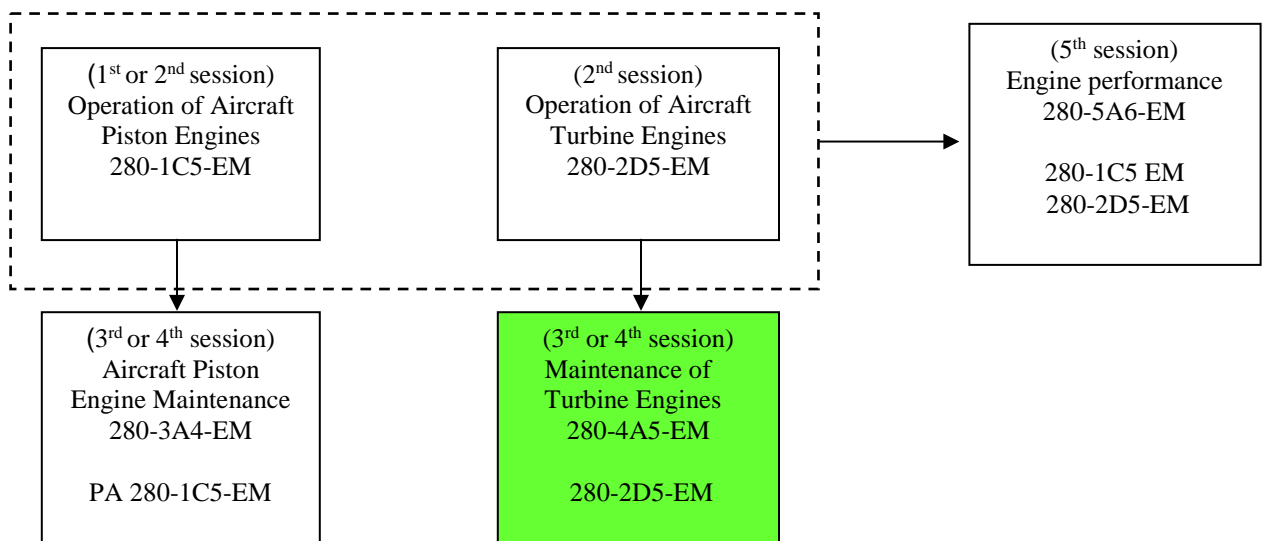 (1st or 2nd session)
Operation of Aircraft
Piston Engines
280-1C5-EM
(2nd session)
Operation of Aircraft
Turbine Engines
280-2D5-EM
(5th session)
Engine performance
280-5A6-EM
280-1C5 EM
280-2D5-EM
(3rd or 4th session)
Aircraft Piston
Engine Maintenance
280-3A4-EM
PA 280-1C5-EM
(3rd or 4th session)
Maintenance of
Turbine Engines
280-4A5-EM
280-2D5-EM